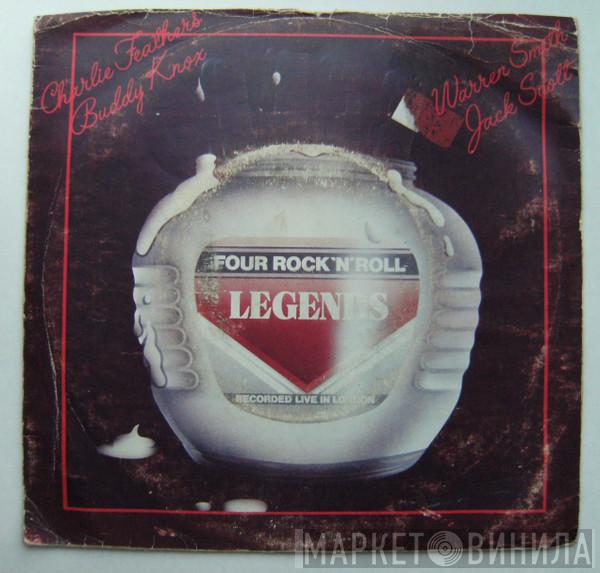 Charlie Feathers
Buddy Knox
Warren Smith
Jack Scott
FOUR ROCK 'N' ROLL
LEGENDS
RECORDED LIVE IN LONDON
МАРКЕТ ВИНИЛА